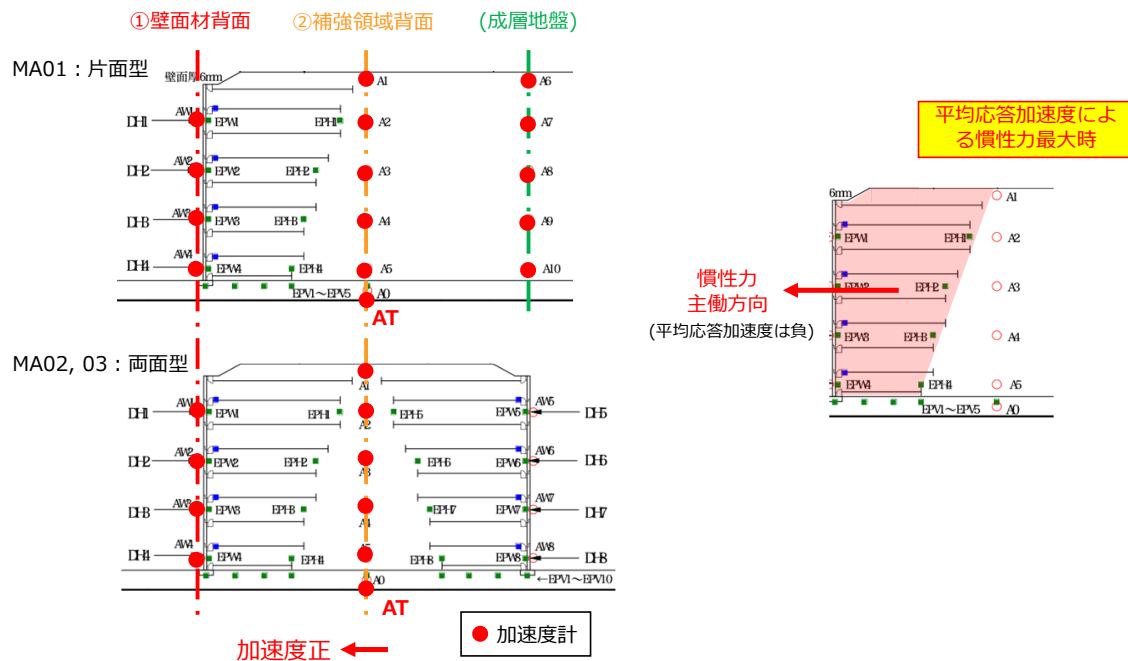 ①壁面材背面
②補強領域背面
(成層地盤)
MA01：片面型
壁面厚6mm
A1
A6
AW1
DH1
EPW1
EPH1
A2
A7
AW2
DH2
EPW2
EPH2
A3
A8
AW3
DH3
EPW3
EPH3
A4
A9
AW4
DH4
EPW4
EPH4
A5
A10
EPV1～EPV5
A0
AT
平均応答加速度によ
る慣性力最大時
6mm
A1
EPW1
EPH1
A2
慣性力
主働方向
(平均応答加速度は負)
EPW2
EPH2
A3
EPW3
EPH3
A4
EPW4
EPH4
A5
EPV1～EPV5
A0
MA02, 03：両面型
A1
AW1
AW5
DH1
EPW1
EPH1
EPH5
EPW5
DH5
A2
AW2
AW6
DH2
EPW2
EPH2
EPH6
EPW6
DH6
A3
AW3
AW7
DH3
EPW3
EPH3
EPH7
EPW7
DH7
A4
AW4
A5
AW8
DH4
EPW4
EPH4
EPH8
EPW8
DH8
A0
←EPV1～EPV10
AT
加速度計
加速度正